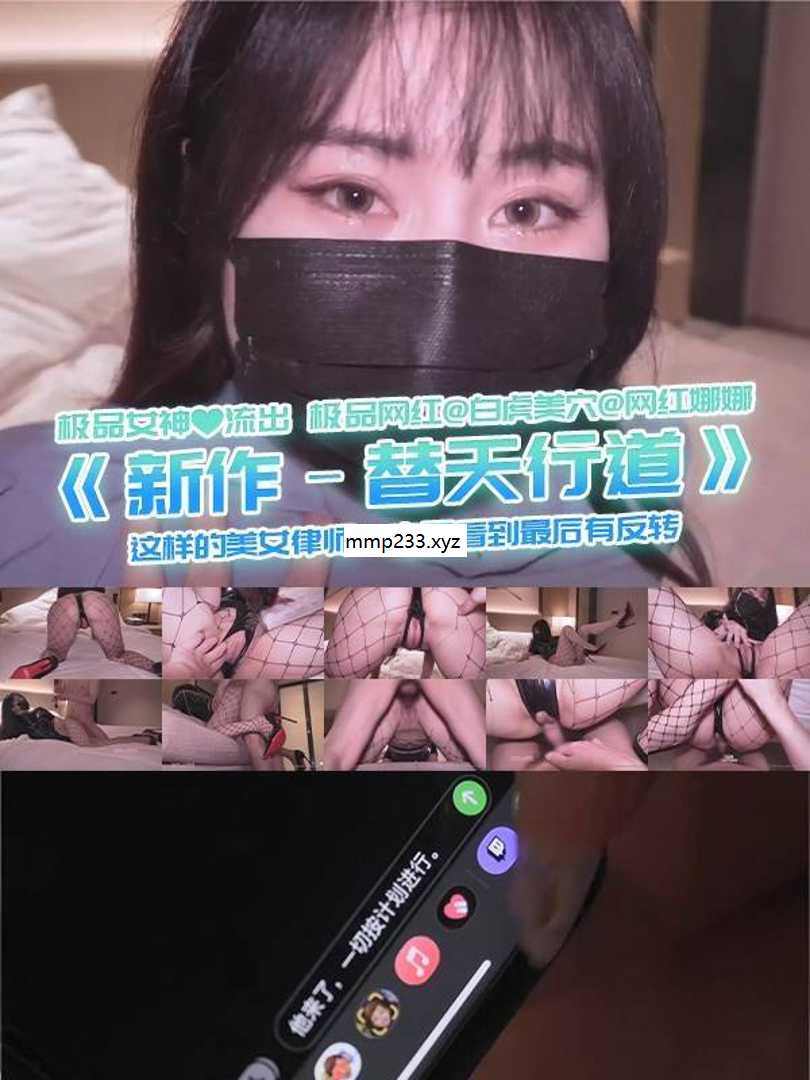 极品女神♥流出 极品网红@白虎美穴@网红娜娜
《新作-替天行道》
这样的美女律师
mmp233.xyz
看到最后有反转
他来了，一切按计划进行。